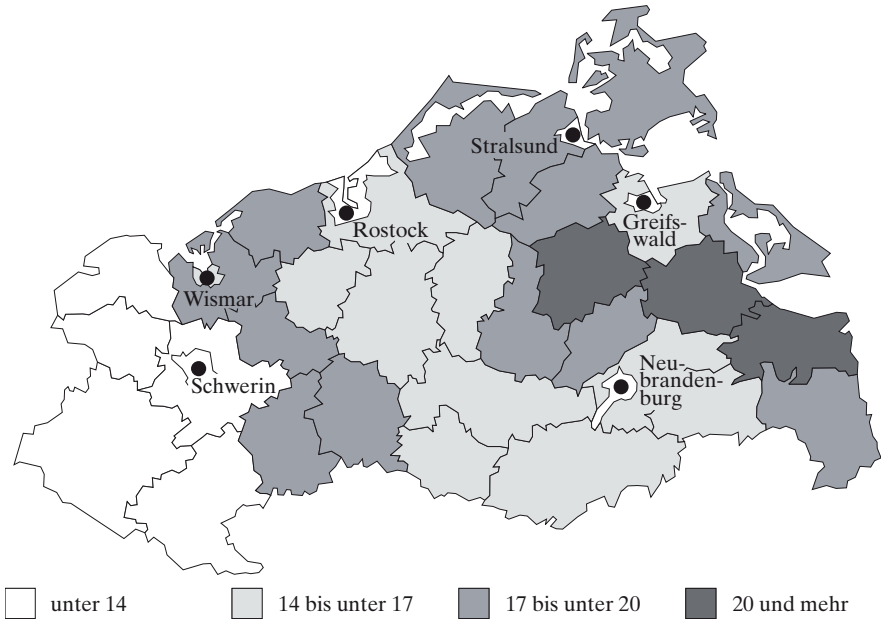 Stralsund
Rostock
Greifs-
wald
Wismar
Schwerin
Neu-
branden-
burg
unter 14
14 bis unter 17
17 bis unter 20
20 und mehr